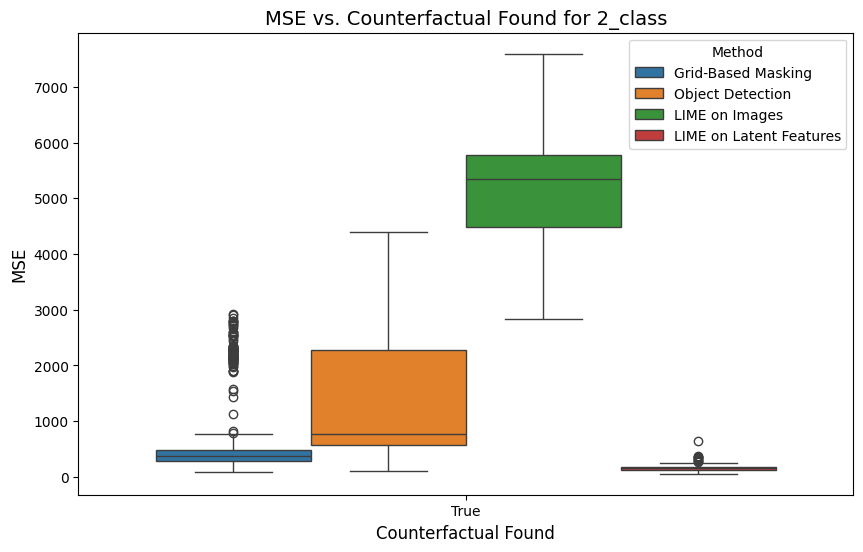 MSE vs. Counterfactual Found for 2_class
Method
Grid-Based Masking
Object Detection
LIME on Images
LIME on Latent Features
MSE
7000
6000
5000
4000
3000
2000
1000
0
True
Counterfactual Found